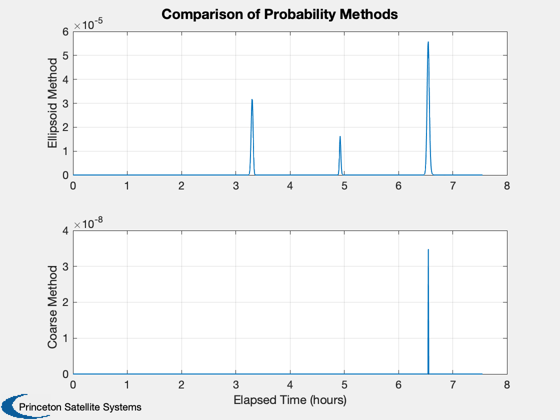 Comparison of Probability Methods
×10-5
6
5
4
3
2
1
0
Ellipsoid Method
0 1 2 3 4 5 6 7 8
×10-8
4
3
2
1
0
Coarse Method
0 1 2 3 4 5 6 7 8
Elapsed Time (hours)
Princeton Satellite Systems